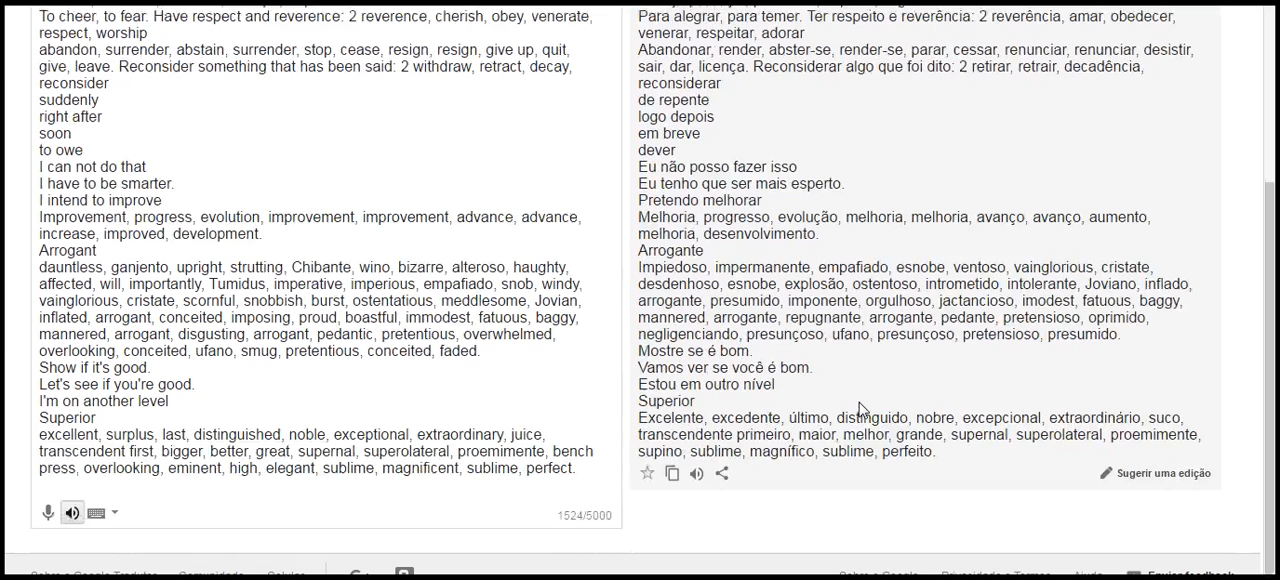 To cheer, to fear. Have respect and reverence: 2 reverence, cherish, obey, venerate,
respect, worship
abandon, surrender, abstain, surrender, stop, cease, resign, resign, give up, quit,
give, leave. Reconsider something that has been said: 2 withdraw, retract, decay,
reconsider
suddenly
right after
soon
to owe
I can not do that
I have to be smarter.
I intend to improve
Improvement, progress, evolution, improvement, improvement, advance, advance,
increase, improved, development.
Arrogant
dauntless, ganjento, upright, strutting, Chibante, wino, bizarre, alteroso, haughty,
affected, will, importantly, Tumidus, imperative, imperious, empafiado, snob, windy,
vainglorious, cristate, scornful, snobbish, burst, ostentatious, meddlesome, Jovian,
inflated, arrogant, conceited, imposing, proud, boastful, immodest, fatuous, baggy,
mannered, arrogant, disgusting, arrogant, pedantic, pretentious, overwhelmed,
overlooking, conceited, ufano, smug, pretentious, conceited, faded.
Show if it's good.
Let's see if you're good.
I'm on another level
Superior
excellent, surplus, last, distinguished, noble, exceptional, extraordinary, juice,
transcendent first, bigger, better, great, supernal, superolateral, proemimente, bench
press, overlooking, eminent, high, elegant, sublime, magnificent, sublime, perfect.
1524/5000
Para alegrar, para temer. Ter respeito e reverência: 2 reverência, amar, obedecer,
venerar, respeitar, adorar
Abandonar, render, abster-se, render-se, parar, cessar, renunciar, renunciar, desistir,
sair, dar, licença. Reconsiderar algo que foi dito: 2 retirar, retrair, decadência,
reconsiderar
de repente
logo depois
em breve
dever
Eu não posso fazer isso
Eu tenho que ser mais esperto.
Pretendo melhorar
Melhoria, progresso, evolução, melhoria, melhoria, avanço, avanço, aumento,
melhoria, desenvolvimento.
Arrogante
Impiedoso, impermanente, empafiado, esnobe, ventoso, vainglorious, cristate,
desdenhoso, esnobe, explosão, ostentoso, intrometido, intolerante, Joviano, inflado,
arrogante, presumido, imponente, orgulhoso, jactancioso, imodest, fatuous, baggy,
mannered, arrogante, repugnante, arrogante, pedante, pretensioso, oprimido,
negligenciando, presunçoso, ufano, presunçoso, pretensioso, presumido.
Mostre se é bom.
Vamos ver se você é bom.
Estou em outro nível
Superior
Excelente, excedente, último, distinguido, nobre, excepcional, extraordinário, suco,
transcendente primeiro, maior, melhor, grande, supernal, superolateral, proemimente,
supino, sublime, magnífico, sublime, perfeito.
Sugerir uma edição